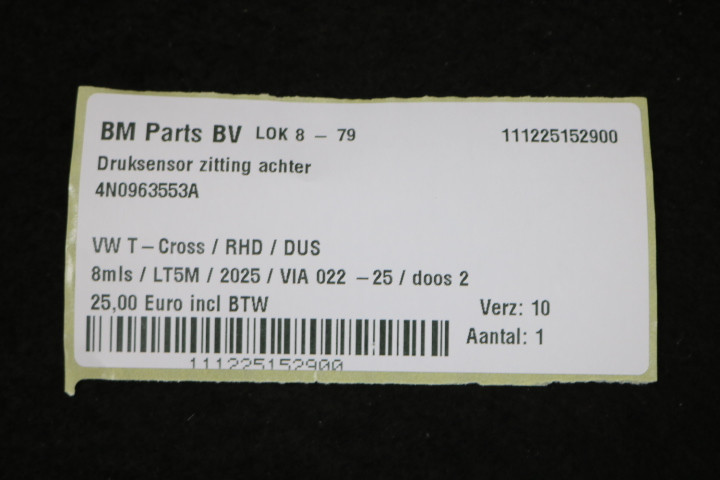 BM Parts BV LOK 8 - 79 111225152900
Druksensor zitting achter
4N0963553A
VW T-Cross / RHD / DUS
8mls / LT5M / 2025 / VIA 022 -25 / doos 2
25,00 Euro incl BTW Verz: 10
Aantal: 1
111225152900